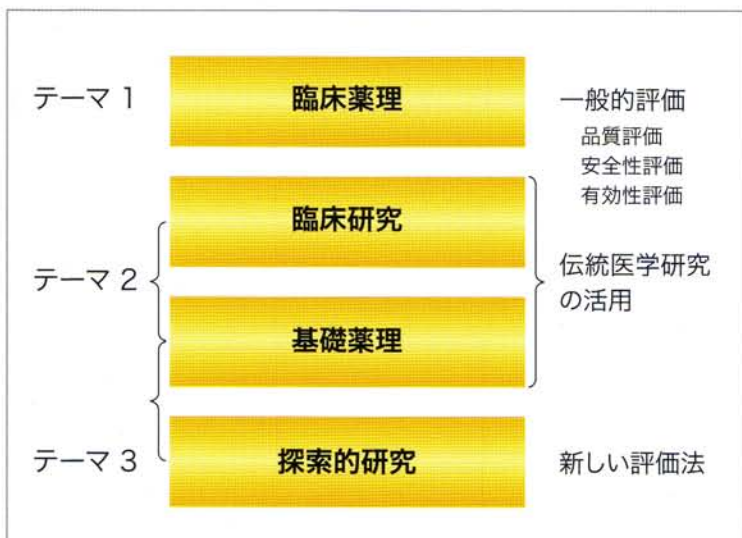 テーマ 1
臨床薬理
一般的評価
品質評価
安全性評価
有効性評価
臨床研究
テーマ 2
伝統医学研究
の活用
基礎薬理
テーマ 3
探索的研究
新しい評価法